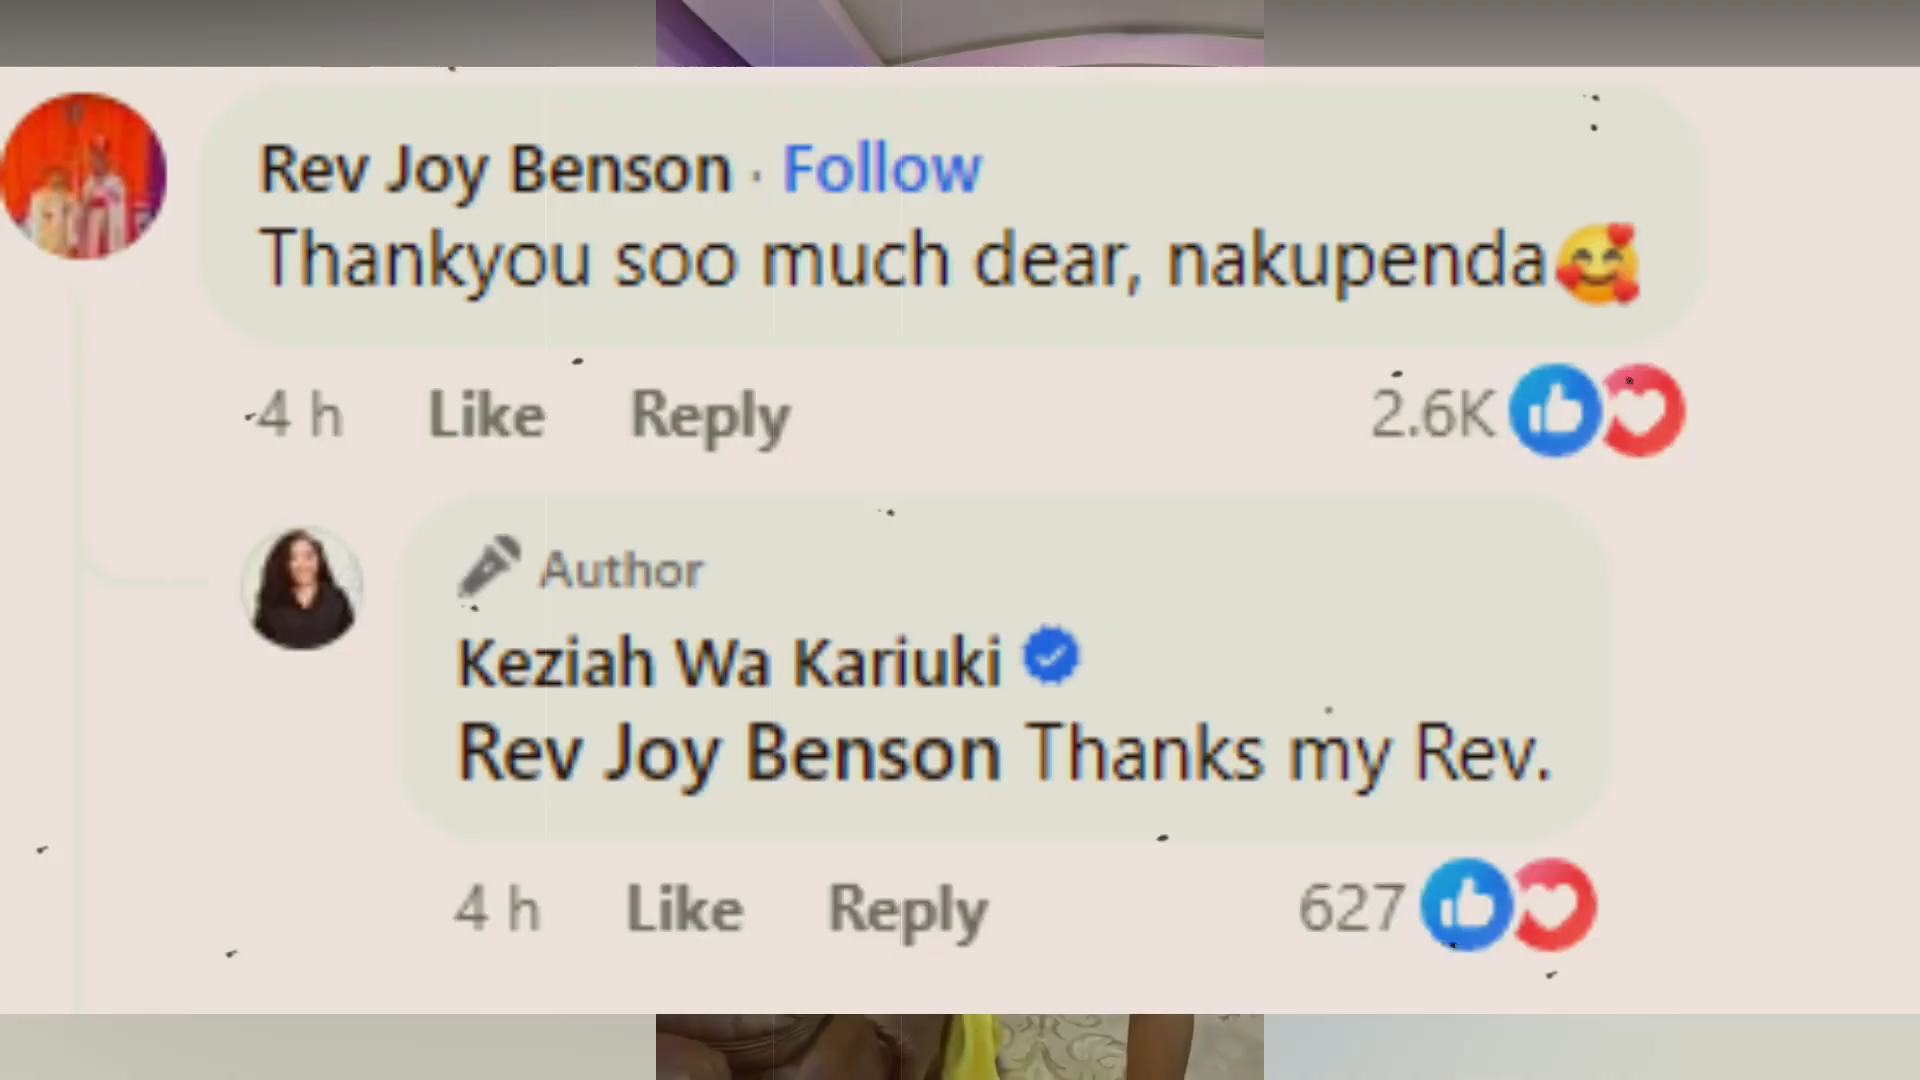 Rev Joy Benson · Follow
Thankyou soo much dear, nakupenda🥰
4 h Like Reply 2.6K
Author
Keziah Wa Kariuki
Rev Joy Benson Thanks my Rev.
4 h Like Reply 627